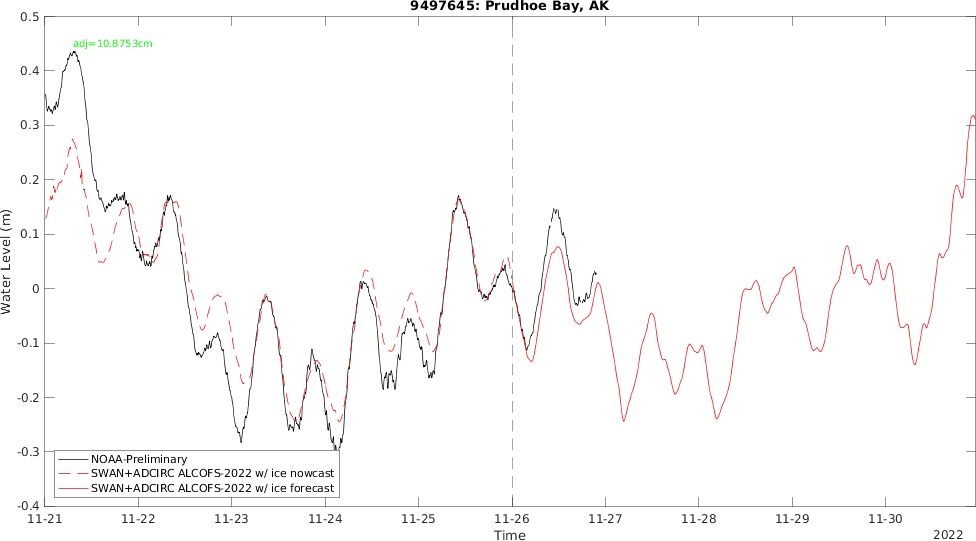 9497645: Prudhoe Bay, AK
adj=10.8753cm
0.5
0.4
0.3
0.2
0.1
0
-0.1
-0.2
-0.3
-0.4
Water Level (m)
NOAA-Preliminary
SWAN+ADCIRC ALCOFS-2022 w/ ice nowcast
SWAN+ADCIRC ALCOFS-2022 w/ ice forecast
11-21 11-22 11-23 11-24 11-25 11-26 11-27 11-28 11-29 11-30
Time
2022